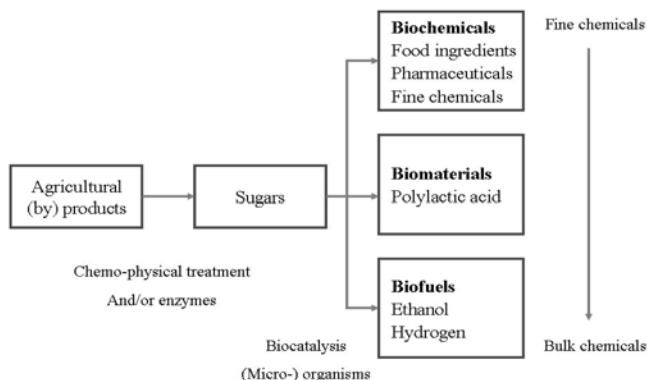 Biochemicals
Food ingredients
Pharmaceuticals
Fine chemicals
Fine chemicals
Agricultural
(by) products
Sugars
Biomaterials
Polylactic acid
Chemo-physical treatment
And/or enzymes
Biofuels
Ethanol
Hydrogen
Biocatalysis
(Micro-) organisms
Bulk chemicals